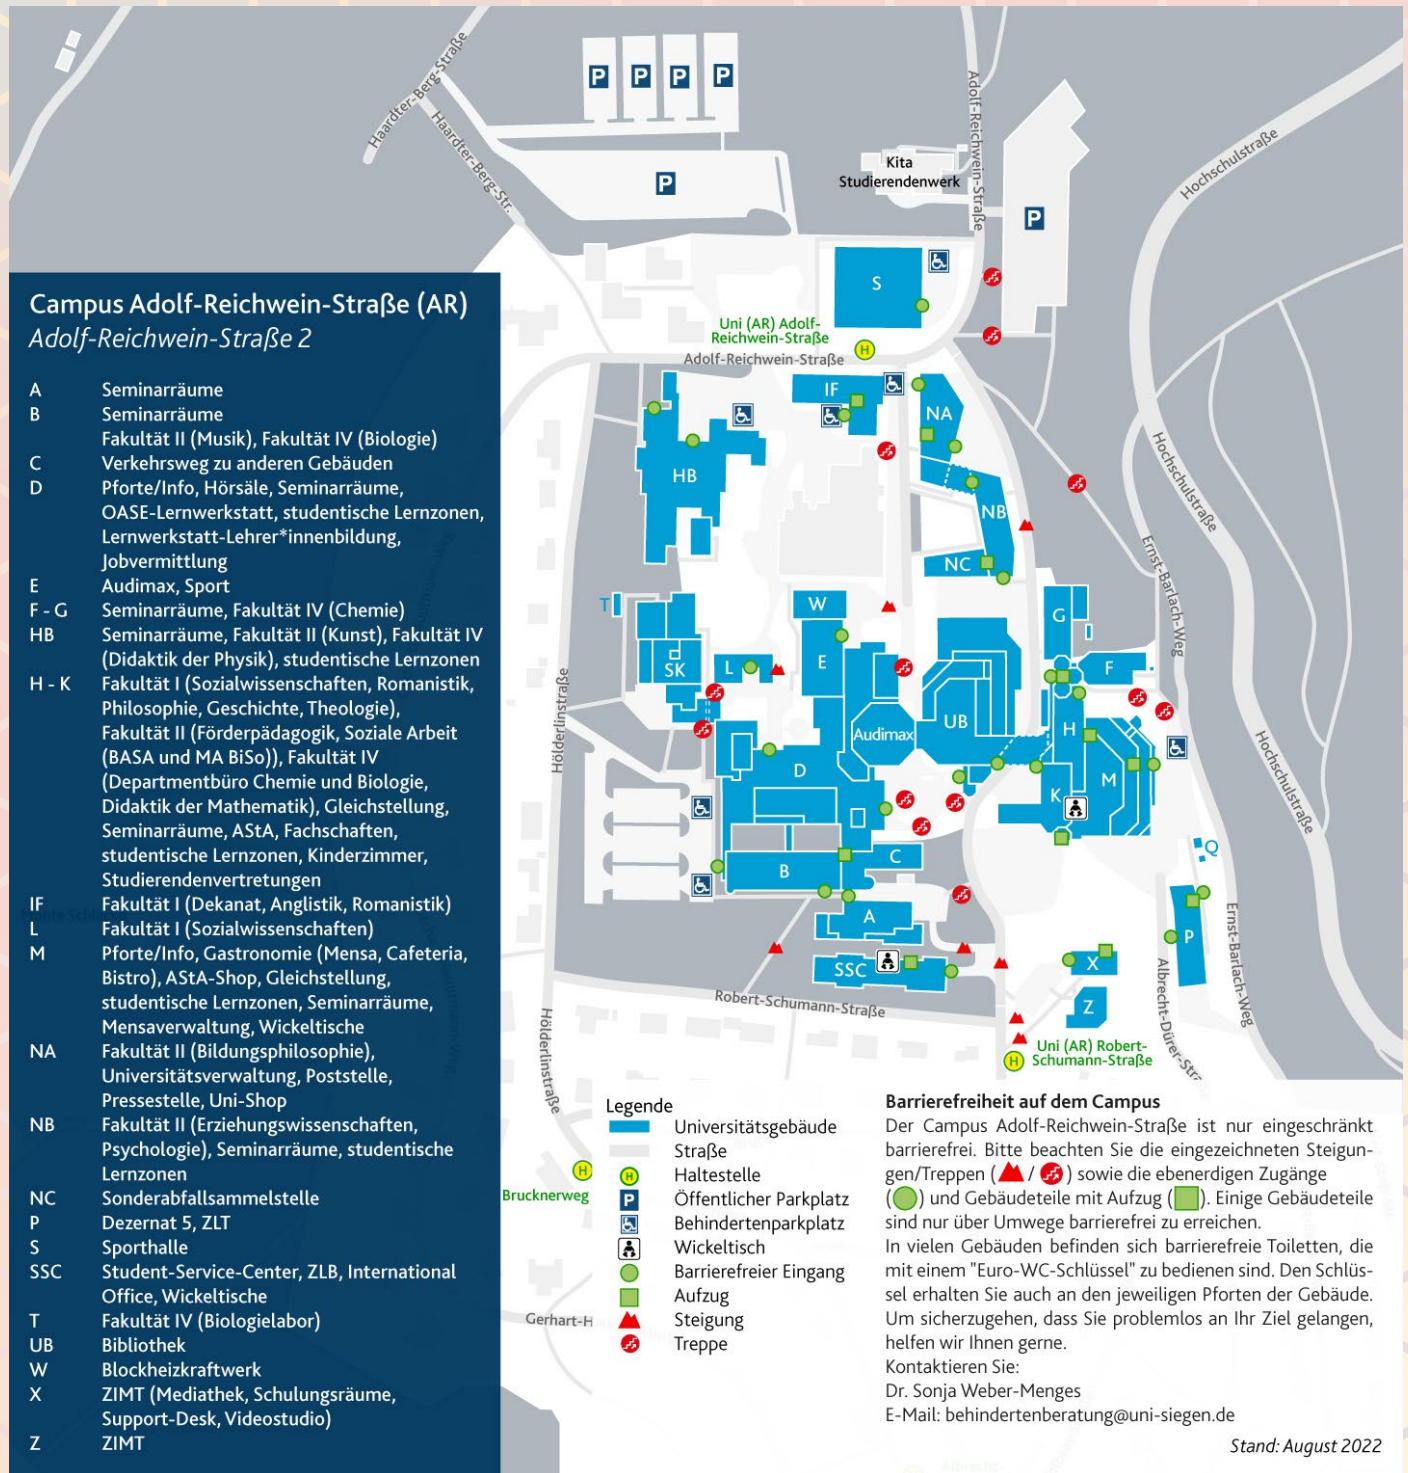 Haardter-Berg-Straße
Haardter-Berg-Str.
P
P
P
P
P
P
Adolf-Reichwein-Straße
Kita
Studierendenwerk
Hochschulstraße
Campus Adolf-Reichwein-Straße (AR)
Adolf-Reichwein-Straße 2
A Seminarräume
B Seminarräume
Fakultät II (Musik), Fakultät IV (Biologie)
C Verkehrsweg zu anderen Gebäuden
D Pforte/Info, Hörsäle, Seminarräume,
OASE-Lernwerkstatt, studentische Lernzonen,
Lernwerkstatt-Lehrer*innenbildung,
Jobvermittlung
E Audimax, Sport
F - G Seminarräume, Fakultät IV (Chemie)
HB Seminarräume, Fakultät II (Kunst), Fakultät IV
(Didaktik der Physik), studentische Lernzonen
H - K Fakultät I (Sozialwissenschaften, Romanistik,
Philosophie, Geschichte, Theologie),
Fakultät II (Förderpädagogik, Soziale Arbeit
(BASA und MA BiSo)), Fakultät IV
(Departmentbüro Chemie und Biologie,
Didaktik der Mathematik), Gleichstellung,
Seminarräume, AStA, Fachschaften,
studentische Lernzonen, Kinderzimmer,
Studierendenvertretungen
IF Fakultät I (Dekanat, Anglistik, Romanistik)
L Fakultät I (Sozialwissenschaften)
M Pforte/Info, Gastronomie (Mensa, Cafeteria,
Bistro), AStA-Shop, Gleichstellung,
studentische Lernzonen, Seminarräume,
Mensaverwaltung, Wickeltische
NA Fakultät II (Bildungsphilosophie),
Universitätsverwaltung, Poststelle,
Pressestelle, Uni-Shop
NB Fakultät II (Erziehungswissenschaften,
Psychologie), Seminarräume, studentische
Lernzonen
NC Sonderabfallsammelstelle
P Dezernat 5, ZLT
S Sporthalle
SSC Student-Service-Center, ZLB, International
Office, Wickeltische
T Fakultät IV (Biologielabor)
UB Bibliothek
W Blockheizkraftwerk
X ZIMT (Mediathek, Schulungsräume,
Support-Desk, Videostudio)
Z ZIMT
S
Uni (AR) Adolf-
Reichwein-Straße
H
Adolf-Reichwein-Straße
IF
NA
HB
NB
NC
Hochschulstraße
Ernst-Barlach-Weg
T
W
G
SK
L
E
F
UB
H
Audimax
D
M
K
Hölderlinstraße
Hochschulstraße
B
C
Q
A
P
SSC
X
Z
Robert-Schumann-Straße
Albrecht-Dürer-Stra
Ernst-Barlach-Weg
Uni (AR) Robert-
Schumann-Straße
H
Hölderlinstraße
H
Brucknerweg
Gerhart-H
Legende
Universitätsgebäude
Straße
H Haltestelle
P Öffentlicher Parkplatz
Behindertenparkplatz
Wickeltisch
Barrierefreier Eingang
Aufzug
Steigung
Treppe
Barrierefreiheit auf dem Campus
Der Campus Adolf-Reichwein-Straße ist nur eingeschränkt
barrierefrei. Bitte beachten Sie die eingezeichneten Steigun-
gen/Treppen ( / ) sowie die ebenerdigen Zugänge
( ) und Gebäudeteile mit Aufzug ( ). Einige Gebäudeteile
sind nur über Umwege barrierefrei zu erreichen.
In vielen Gebäuden befinden sich barrierefreie Toiletten, die
mit einem "Euro-WC-Schlüssel" zu bedienen sind. Den Schlüs-
sel erhalten Sie auch an den jeweiligen Pforten der Gebäude.
Um sicherzugehen, dass Sie problemlos an Ihr Ziel gelangen,
helfen wir Ihnen gerne.
Kontaktieren Sie:
Dr. Sonja Weber-Menges
E-Mail: behindertenberatung@uni-siegen.de
Stand: August 2022